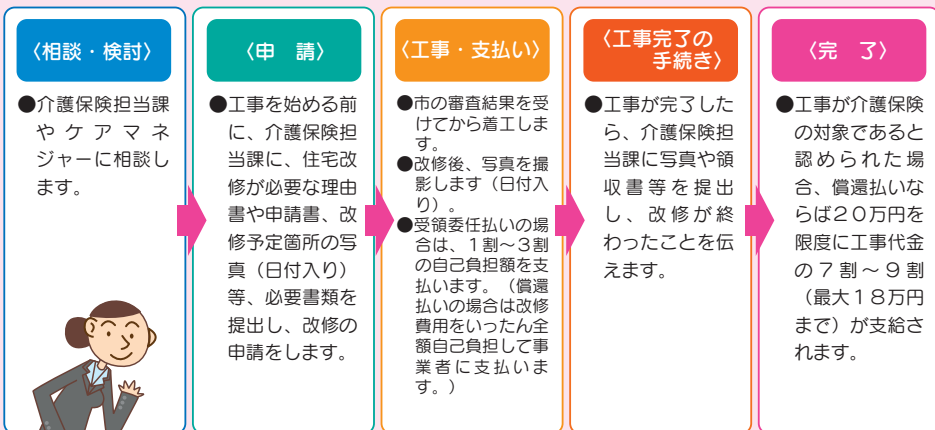 〈相談・検討〉
●介護保険担当課
やケアマネ
ジャーに相談し
ます。
〈申　請〉
●工事を始める前
に、介護保険担
当課に、住宅改
修が必要な理由
書や申請書、改
修予定箇所の写
真（日付入り）
等、必要書類を
提出し、改修の
申請をします。
〈工事・支払い〉
●市の審査結果を受
けてから着工しま
す。
●改修後、写真を撮
影します（日付入
り）。
●受領委任払いの場
合は、１割～３割
の自己負担額を支
払います。（償還
払いの場合は改修
費用をいったん全
額自己負担して事
業者に支払いま
す。）
〈工事完了の
手続き〉
●工事が完了した
ら、介護保険担
当課に写真や領
収書等を提出
し、改修が終
わったことを伝
えます。
〈完　了〉
●工事が介護保険
の対象であると
認められた場
合、償還払いな
らば２０万円を
限度に工事代金
の７割～９割
（最大１８万円
まで）が支給さ
れます。